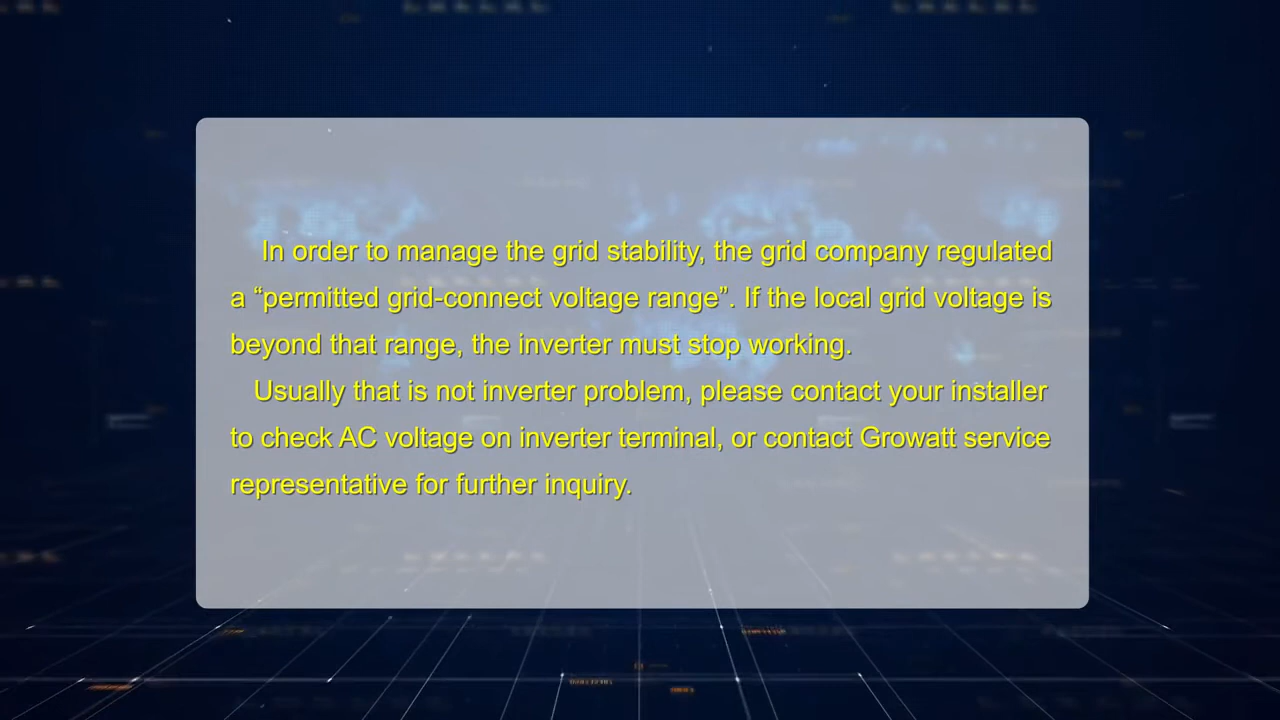 In order to manage the grid stability, the grid company regulated
a “permitted grid-connect voltage range”. If the local grid voltage is
beyond that range, the inverter must stop working.
Usually that is not inverter problem, please contact your installer
to check AC voltage on inverter terminal, or contact Growatt service
representative for further inquiry.